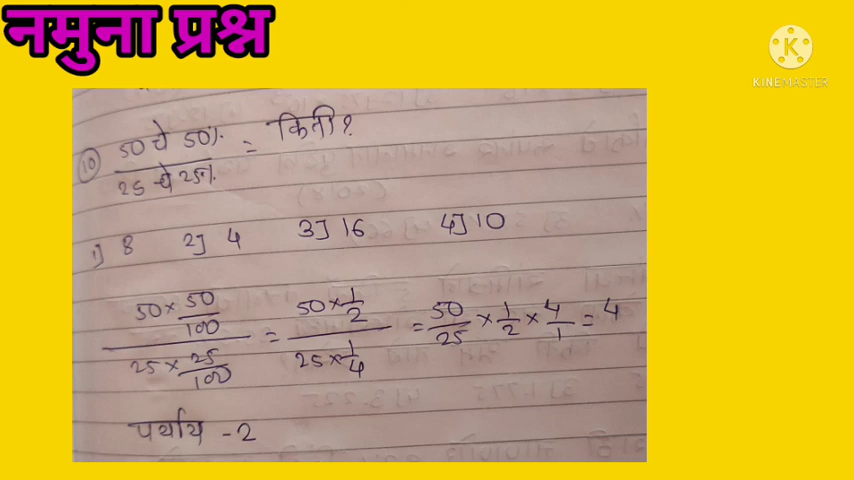 नमुना प्रश्न
KINEMASTER
(10) 50 चे 50% / 25 चे 25% = किती?
1] 8 2] 4 3] 16 4] 10
50 × 50/100 / 25 × 25/100 = 50 × 1/2 / 25 × 1/4 = 50/25 × 1/2 × 4/1 = 4
पर्याय - 2